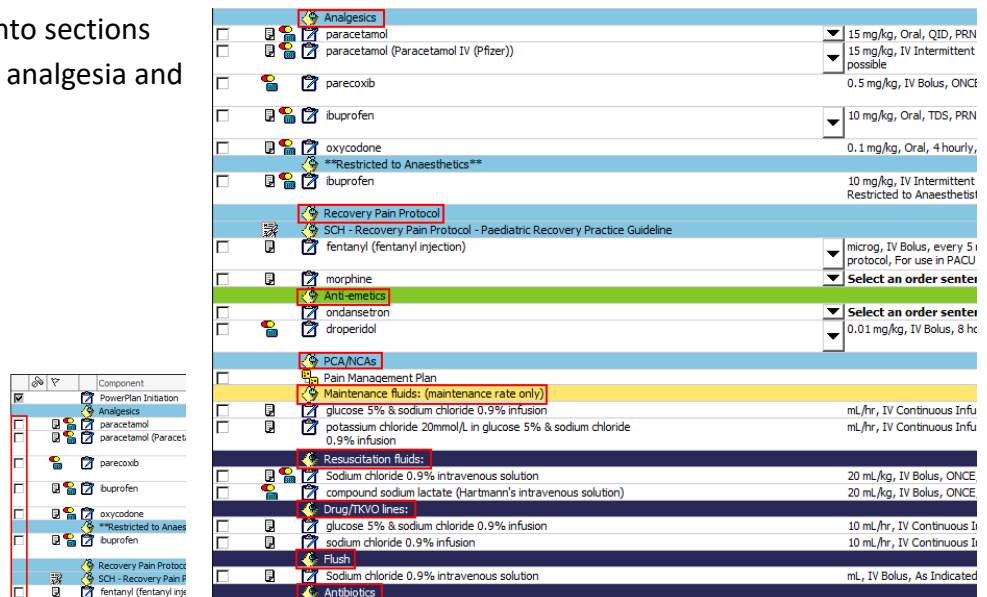 nto sections
analgesia and
Analgesics
paracetamol 15 mg/kg, Oral, QID, PRN
paracetamol (Paracetamol IV (Pfizer)) 15 mg/kg, IV Intermittent
possible
parecoxib 0.5 mg/kg, IV Bolus, ONCE
ibuprofen 10 mg/kg, Oral, TDS, PRN
oxycodone 0.1 mg/kg, Oral, 4 hourly,
**Restricted to Anaesthetics**
ibuprofen 10 mg/kg, IV Intermittent
Restricted to Anaesthetist
Recovery Pain Protocol
SCH - Recovery Pain Protocol - Paediatric Recovery Practice Guideline
fentanyl (fentanyl injection) microg, IV Bolus, every 5
protocol, For use in PACU
morphine Select an order senter
Anti-emetics
ondansetron Select an order senter
droperidol 0.01 mg/kg, IV Bolus, 8 ho
PCA/NCAs
Pain Management Plan
Maintenance fluids: (maintenance rate only)
glucose 5% & sodium chloride 0.9% infusion mL/hr, IV Continuous Infu
potassium chloride 20mmol/L in glucose 5% & sodium chloride mL/hr, IV Continuous Infu
0.9% infusion
Resuscitation fluids:
Sodium chloride 0.9% intravenous solution 20 mL/kg, IV Bolus, ONCE,
compound sodium lactate (Hartmann's intravenous solution) 20 mL/kg, IV Bolus, ONCE,
Drug/TKVO lines:
glucose 5% & sodium chloride 0.9% infusion 10 mL/hr, IV Continuous I
sodium chloride 0.9% infusion 10 mL/hr, IV Continuous I
Flush
Sodium chloride 0.9% intravenous solution mL, IV Bolus, As Indicated
Antibiotics
Component
PowerPlan Initiation
Analgesics
paracetamol
paracetamol (Paraceta
parecoxib
ibuprofen
oxycodone
**Restricted to Anaes
ibuprofen
Recovery Pain Protoco
SCH - Recovery Pain P
fentanyl (fentanyl inje